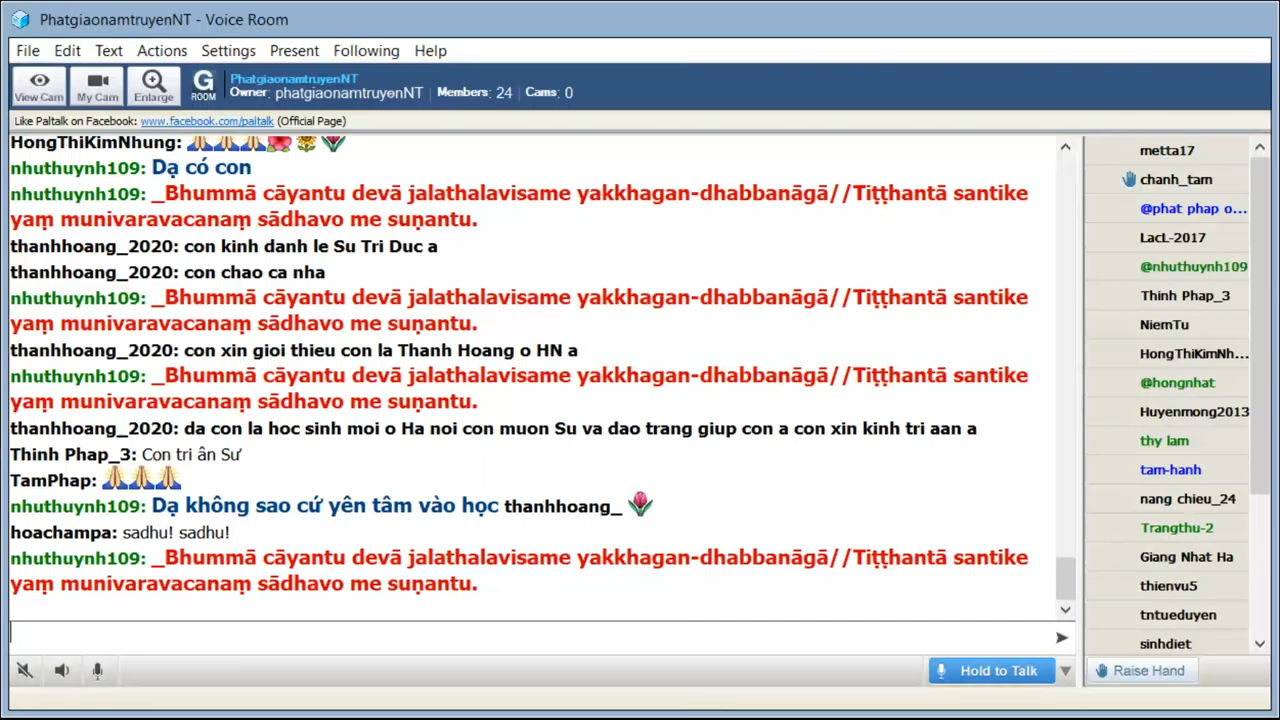 PhatgiaonamtruyenNT - Voice Room
File Edit Text Actions Settings Present Following Help
View Cam My Cam Enlarge G ROOM
PhatgiaonamtruyenNT
Owner: phatgiaonamtruyenNT Members: 24 Cams: 0
Like Paltalk on Facebook: www.facebook.com/paltalk (Official Page)
HongThiKimNhung:
nhuthuynh109: Dạ có con
nhuthuynh109: _Bhummā cāyantu devā jalathalavisame yakkhagan-dhabbanāgā//Tiṭṭhantā santike
yaṃ munivaravacanaṃ sādhavo me suṇantu.
thanhhoang_2020: con kinh danh le Su Tri Duc a
thanhhoang_2020: con chao ca nha
nhuthuynh109: _Bhummā cāyantu devā jalathalavisame yakkhagan-dhabbanāgā//Tiṭṭhantā santike
yaṃ munivaravacanaṃ sādhavo me suṇantu.
thanhhoang_2020: con xin gioi thieu con la Thanh Hoang o HN a
nhuthuynh109: _Bhummā cāyantu devā jalathalavisame yakkhagan-dhabbanāgā//Tiṭṭhantā santike
yaṃ munivaravacanaṃ sādhavo me suṇantu.
thanhhoang_2020: da con la hoc sinh moi o Ha noi con muon Su va dao trang giup con a con xin kinh tri aan a
Thinh Phap_3: Con tri ân Sư
TamPhap:
nhuthuynh109: Dạ không sao cứ yên tâm vào học thanhhoang_
hoachampa: sadhu! sadhu!
nhuthuynh109: _Bhummā cāyantu devā jalathalavisame yakkhagan-dhabbanāgā//Tiṭṭhantā santike
yaṃ munivaravacanaṃ sādhavo me suṇantu.
Hold to Talk
metta17
chanh_tam
@phat phap o...
LacL-2017
@nhuthuynh109
Thinh Phap_3
NiemTu
HongThiKimNh...
@hongnhat
Huyenmong2013
thy lam
tam-hanh
nang chieu_24
Trangthu-2
Giang Nhat Ha
thienvu5
tntueduyen
sinhdiet
Raise Hand